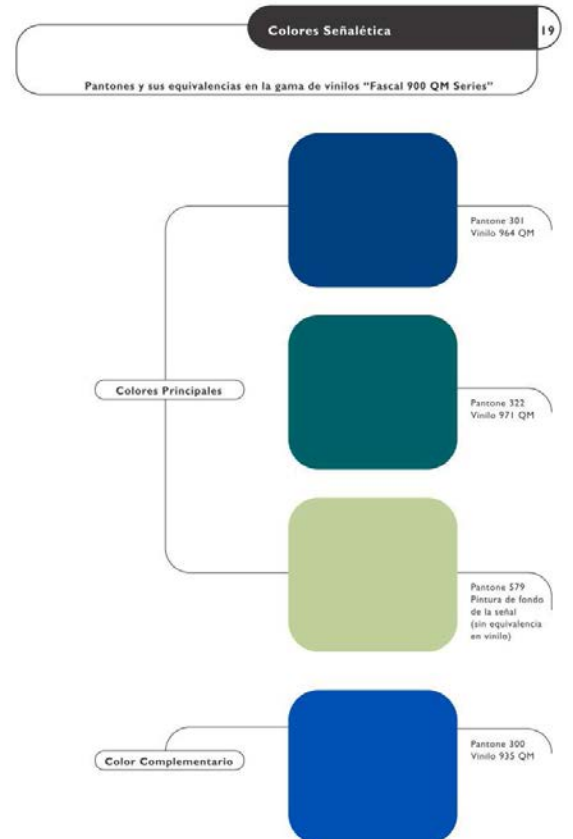 Colores Señalética
19
Pantones y sus equivalencias en la gama de vinilos “Fascal 900 QM Series”
Pantone 301
Vinilo 964 QM
Colores Principales
Pantone 322
Vinilo 971 QM
Pantone 579
Pintura de fondo
de la señal
(sin equivalencia
en vinilo)
Color Complementario
Pantone 300
Vinilo 935 QM